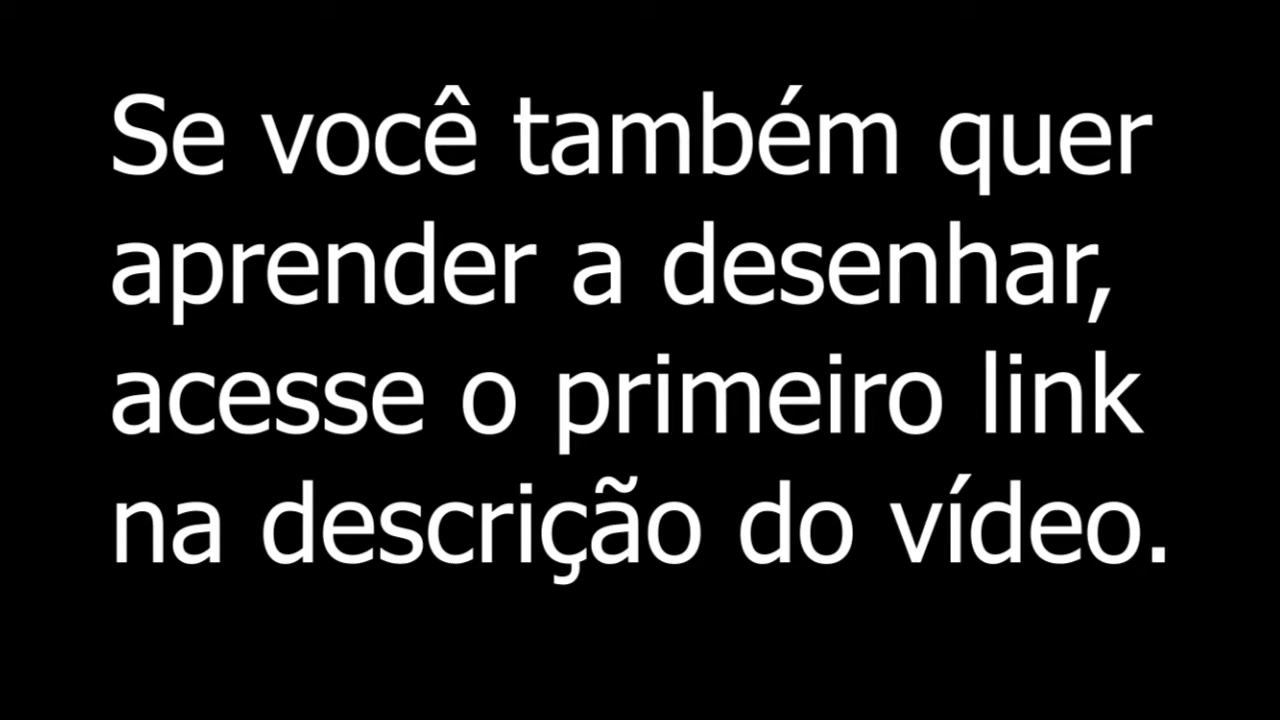 Se você também quer
aprender a desenhar,
acesse o primeiro link
na descrição do vídeo.